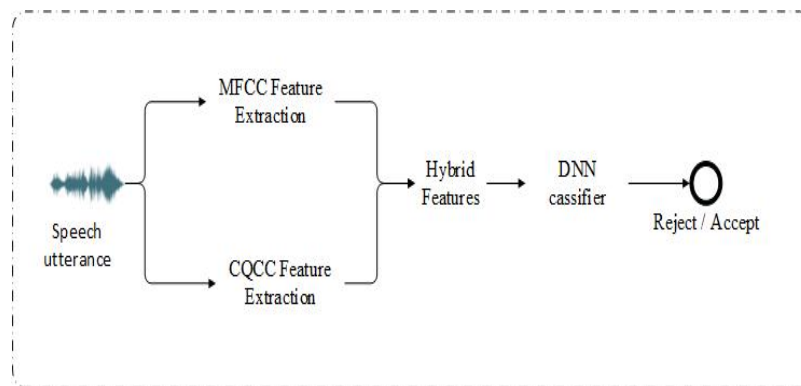 MFCC Feature
Extraction
Speech
utterance
Hybrid
Features
DNN
cassifier
Reject / Accept
CQCC Feature
Extraction